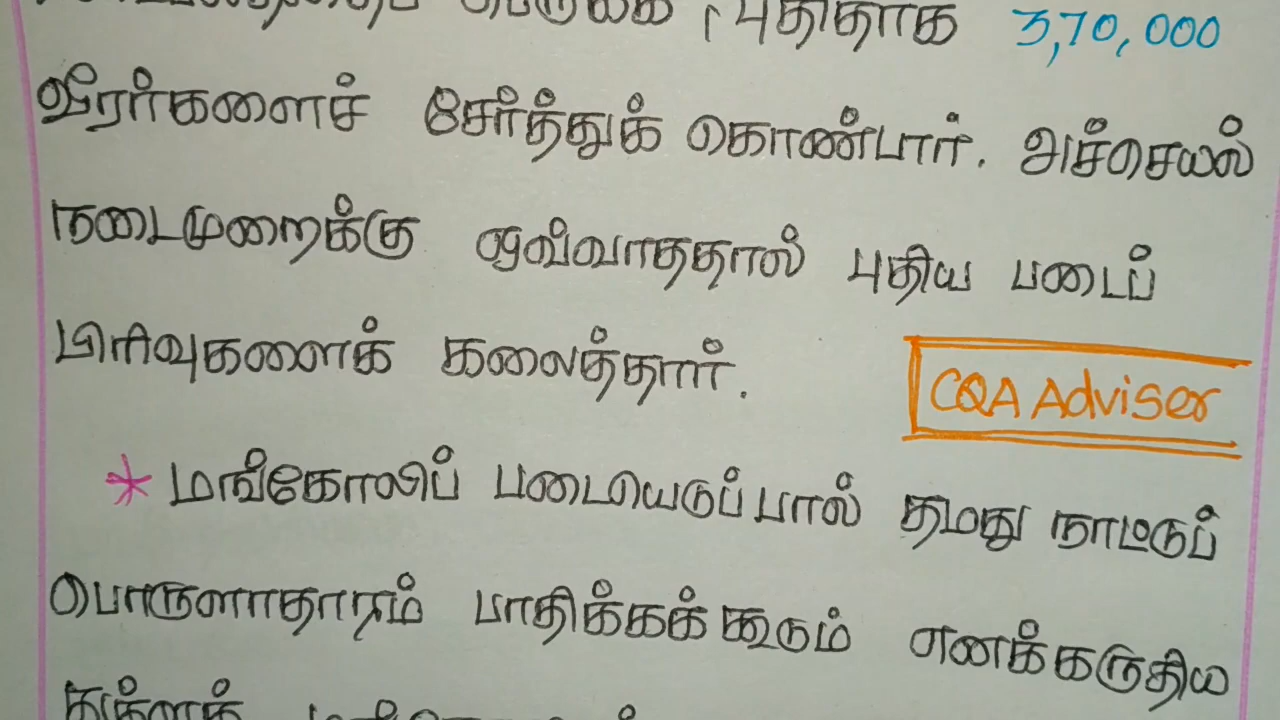 புதிதாக 3,70,000
வீரர்களைச் சேர்த்துக் கொண்டார். அச்செயல்
நடைமுறைக்கு ஒவ்வாததால் புதிய படைப்
பிரிவுகளைக் கலைத்தார்.
CQA Adviser
* மங்கோலிப் படையெடுப்பால் தமது நாட்டுப்
பொருளாதாரம் பாதிக்கக்கூடும் எனக்கருதிய